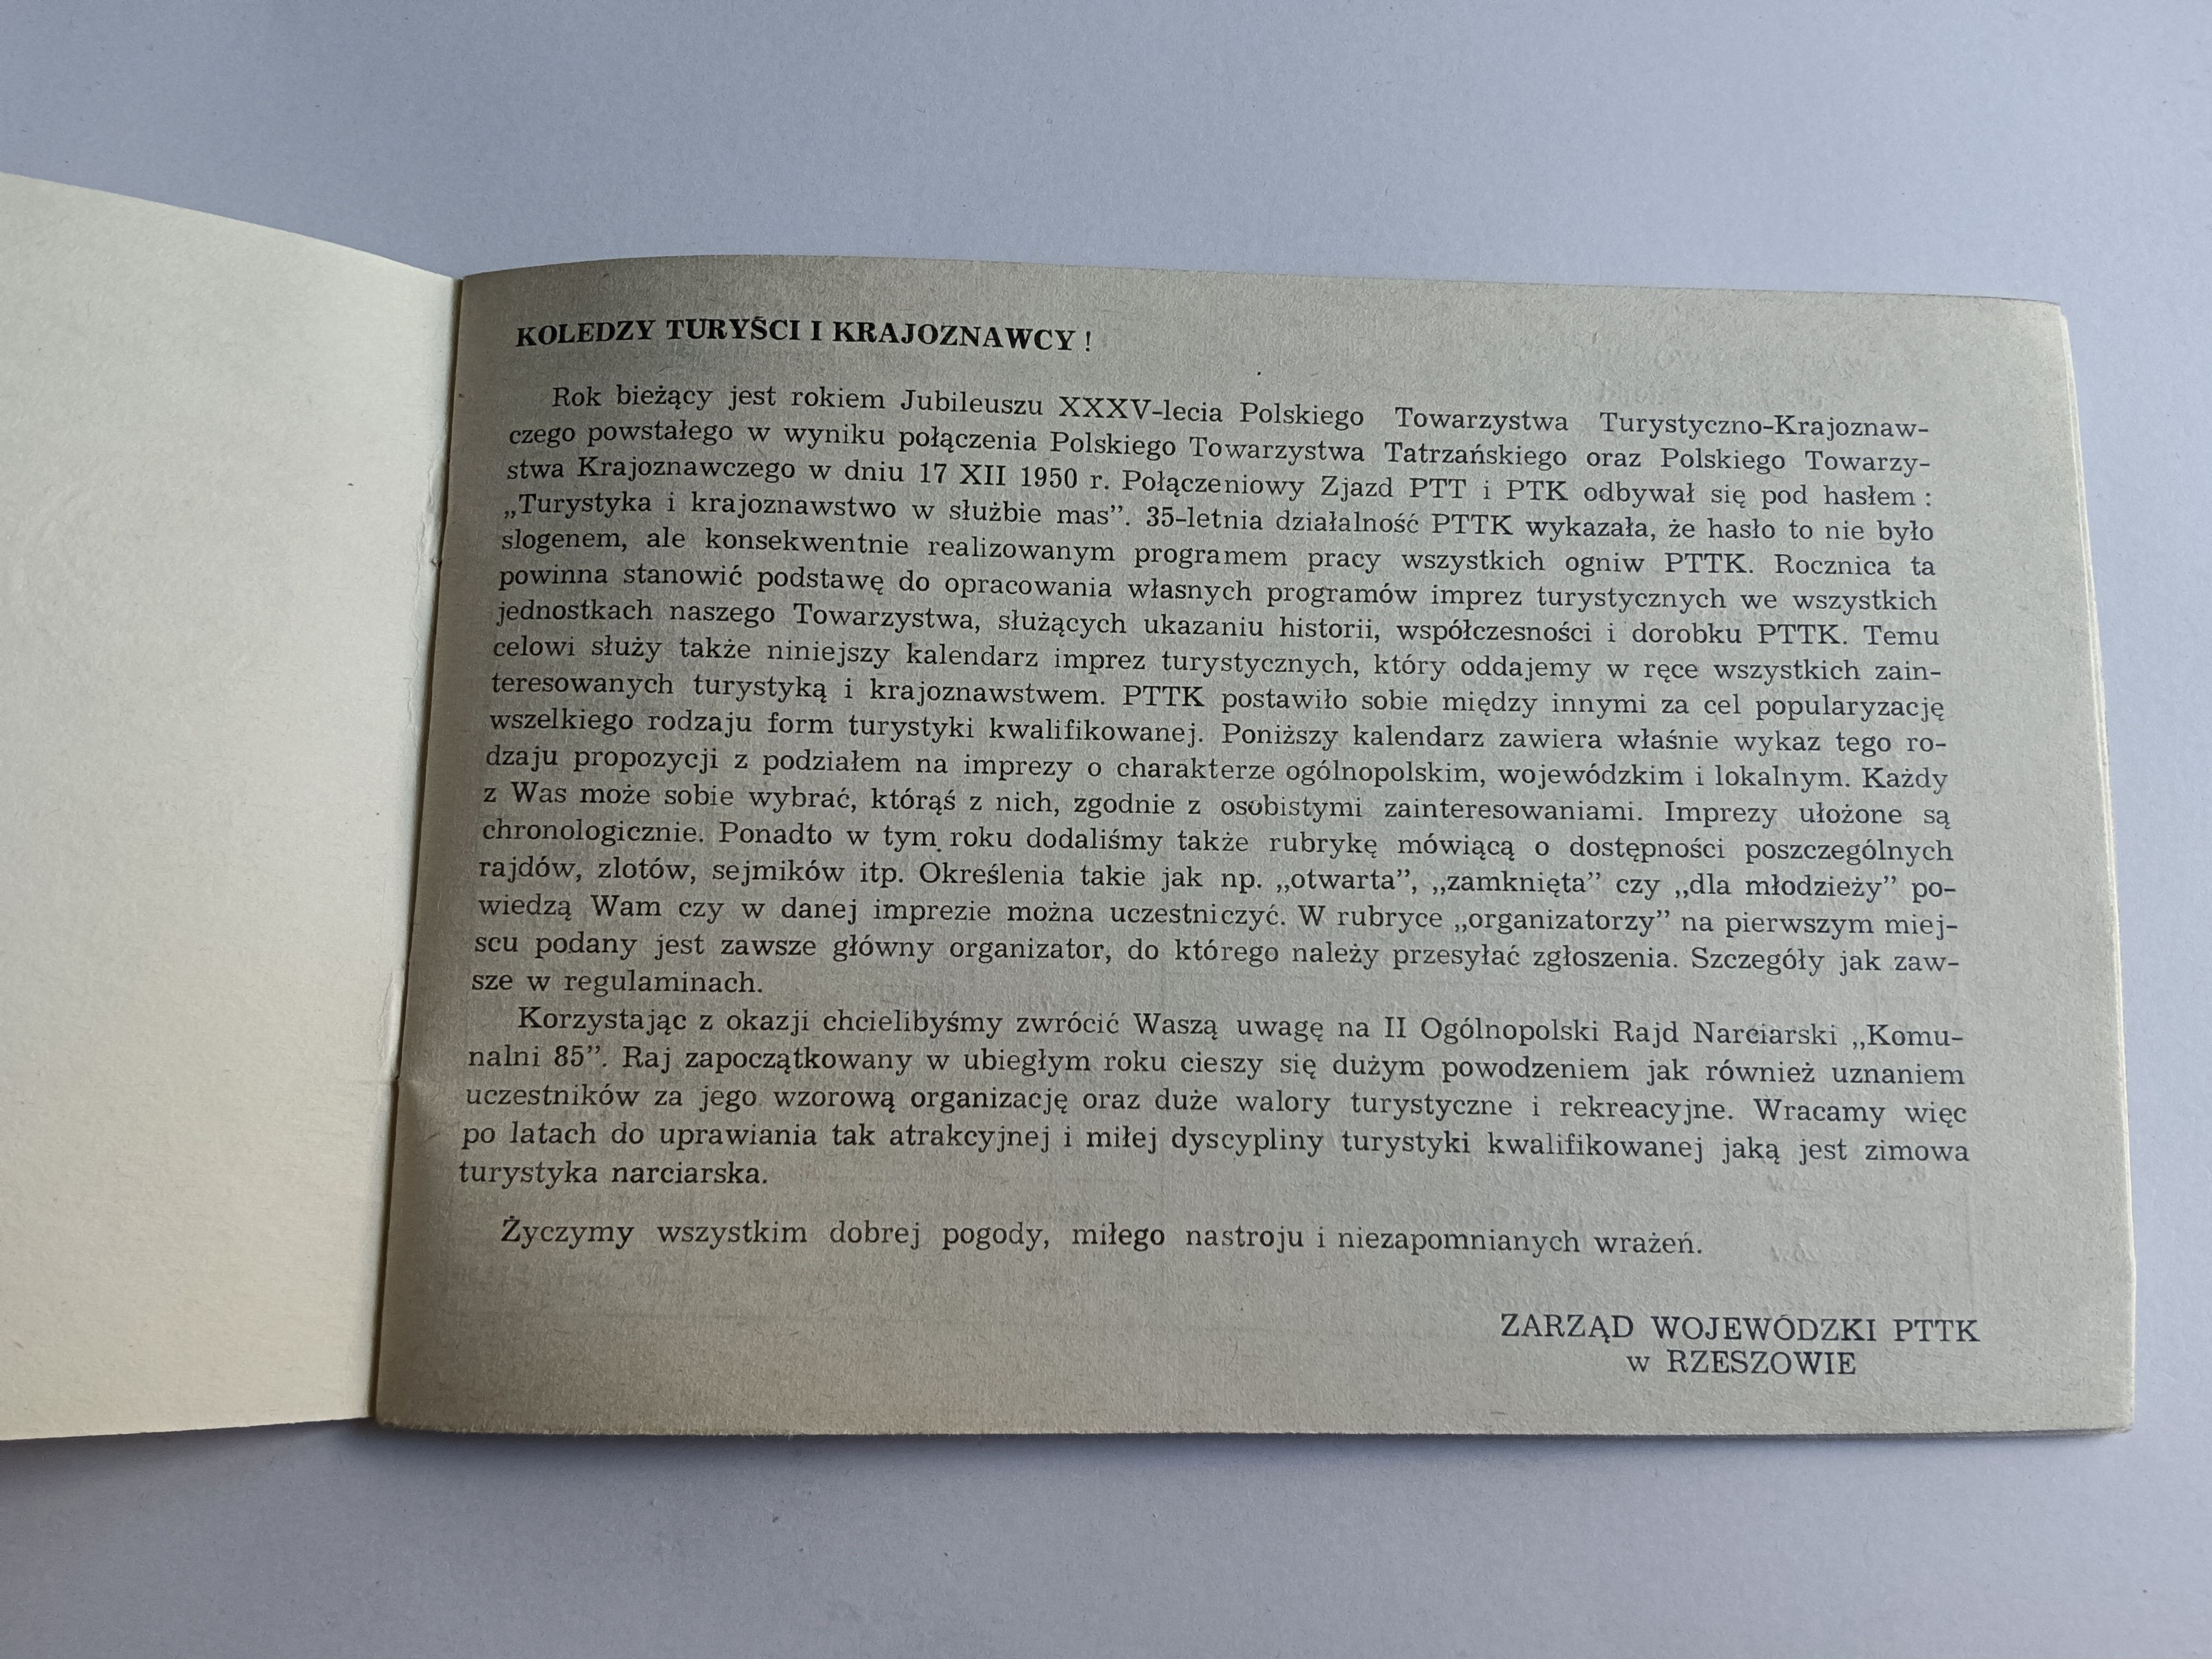 KOLEDZY TURYŚCI I KRAJOZNAWCY !
Rok bieżący jest rokiem Jubileuszu XXXV-lecia Polskiego Towarzystwa Turystyczno-Krajoznaw-
czego powstałego w wyniku połączenia Polskiego Towarzystwa Tatrzańskiego oraz Polskiego Towarzy-
stwa Krajoznawczego w dniu 17 XII 1950 r. Połączeniowy Zjazd PTT i PTK odbywał się pod hasłem :
„Turystyka i krajoznawstwo w służbie mas”. 35-letnia działalność PTTK wykazała, że hasło to nie było
slogenem, ale konsekwentnie realizowanym programem pracy wszystkich ogniw PTTK. Rocznica ta
powinna stanowić podstawę do opracowania własnych programów imprez turystycznych we wszystkich
jednostkach naszego Towarzystwa, służących ukazaniu historii, współczesności i dorobku PTTK. Temu
celowi służy także niniejszy kalendarz imprez turystycznych, który oddajemy w ręce wszystkich zain-
teresowanych turystyką i krajoznawstwem. PTTK postawiło sobie między innymi za cel popularyzację
wszelkiego rodzaju form turystyki kwalifikowanej. Poniższy kalendarz zawiera właśnie wykaz tego ro-
dzaju propozycji z podziałem na imprezy o charakterze ogólnopolskim, wojewódzkim i lokalnym. Każdy
z Was może sobie wybrać, którąś z nich, zgodnie z osobistymi zainteresowaniami. Imprezy ułożone są
chronologicznie. Ponadto w tym roku dodaliśmy także rubrykę mówiącą o dostępności poszczególnych
rajdów, zlotów, sejmików itp. Określenia takie jak np. „otwarta”, „zamknięta” czy „dla młodzieży” po-
wiedzą Wam czy w danej imprezie można uczestniczyć. W rubryce „organizatorzy” na pierwszym miej-
scu podany jest zawsze główny organizator, do którego należy przesyłać zgłoszenia. Szczegóły jak zaw-
sze w regulaminach.
Korzystając z okazji chcielibyśmy zwrócić Waszą uwagę na II Ogólnopolski Rajd Narciarski „Komu-
nalni 85”. Raj zapoczątkowany w ubiegłym roku cieszy się dużym powodzeniem jak również uznaniem
uczestników za jego wzorową organizację oraz duże walory turystyczne i rekreacyjne. Wracamy więc
po latach do uprawiania tak atrakcyjnej i miłej dyscypliny turystyki kwalifikowanej jaką jest zimowa
turystyka narciarska.
Życzymy wszystkim dobrej pogody, miłego nastroju i niezapomnianych wrażeń.
ZARZĄD WOJEWÓDZKI PTTK
w RZESZOWIE